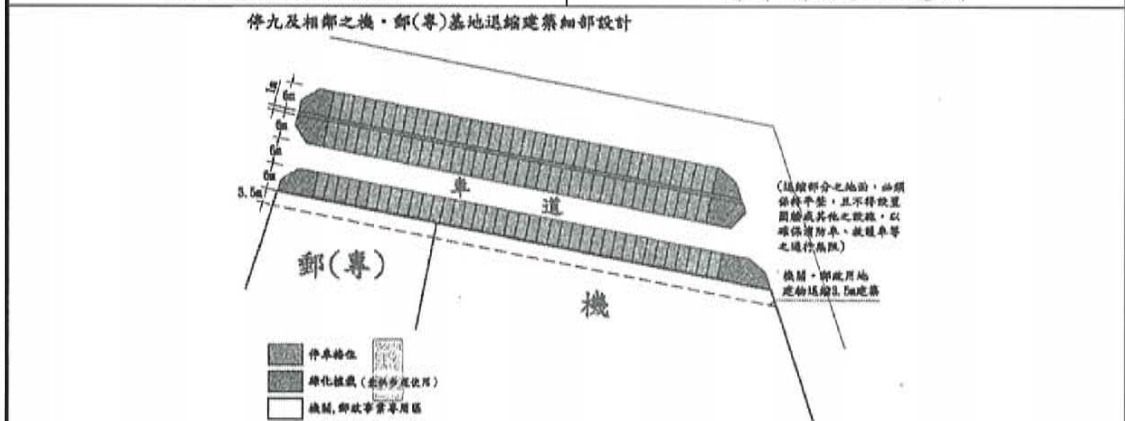 停九及相鄰之機、郵(專)基地退縮建築細部設計
1m
6m
6m
6m
6m
3.5m
車
道
(退縮部分之地面，必須
保持平整，且不得設置
圍牆或其他之設施，以
確保消防車、救護車等
之通行無阻)
機關、郵政用地
建物退縮3.5m建築
郵(專)
機
停車格位
綠化植栽
機關,郵政事業專用區